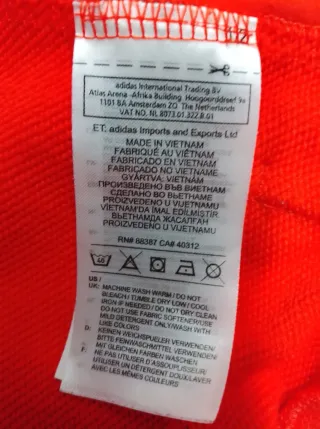 adidas International Trading BV
Atlas Arena -Afrika Building Hoogoorddreef 9a
1101 BA Amsterdam ZO The Netherlands
VAT NO. NL 8073.01.322.B.01
ET: adidas Imports and Exports Ltd
MADE IN VIETNAM
FABRIQUÉ AU VIÊTNAM
FABRICADO EN VIETNAM
FABRICADO NO VIETNAME
GYÁRTVA: VIETNÁM
ПРОИЗВЕДЕНО ВЪВ ВИЕТНАМ
СДЕЛАНО ВО ВЬЕТНАМЕ
PROIZVEDENO U VIJETNAMU
VIETNAM'DA İMAL EDİLMİŞTİR
ВЬЕТНАМДА ЖАСАЛҒАН
PROIZVEDENO U VIJETNAMU
RN# 88387 CA# 40312
40
US /
UK: MACHINE WASH WARM / DO NOT
BLEACH / TUMBLE DRY LOW / COOL
IRON IF NEEDED / DO NOT DRY CLEAN
DO NOT USE FABRIC SOFTENER/USE
MILD DETERGENT ONLY/WASH WITH
LIKE COLORS
D: KEINEN WEICHSPUELER VERWENDEN/
BITTE FEINWASCHMITTEL VERWENDEN/
MIT GLEICHEN FARBEN WASCHEN
F: NE PAS UTILISER D'ASSOUPLISSEUR/
UTILISER UN DÉTERGENT DOUX/LAVER
AVEC LES MÊMES COULEURS